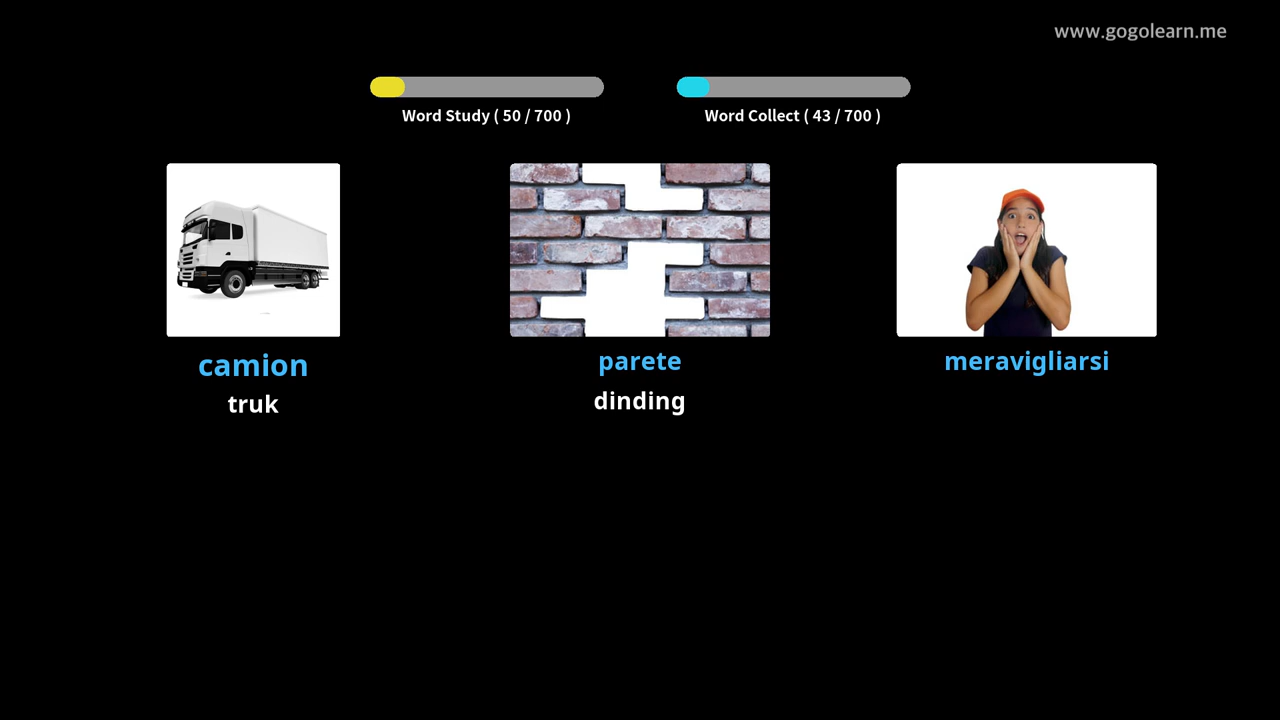 www.gogolearn.me
Word Study ( 50 / 700 )
Word Collect ( 43 / 700 )
camion
truk
parete
dinding
meravigliarsi